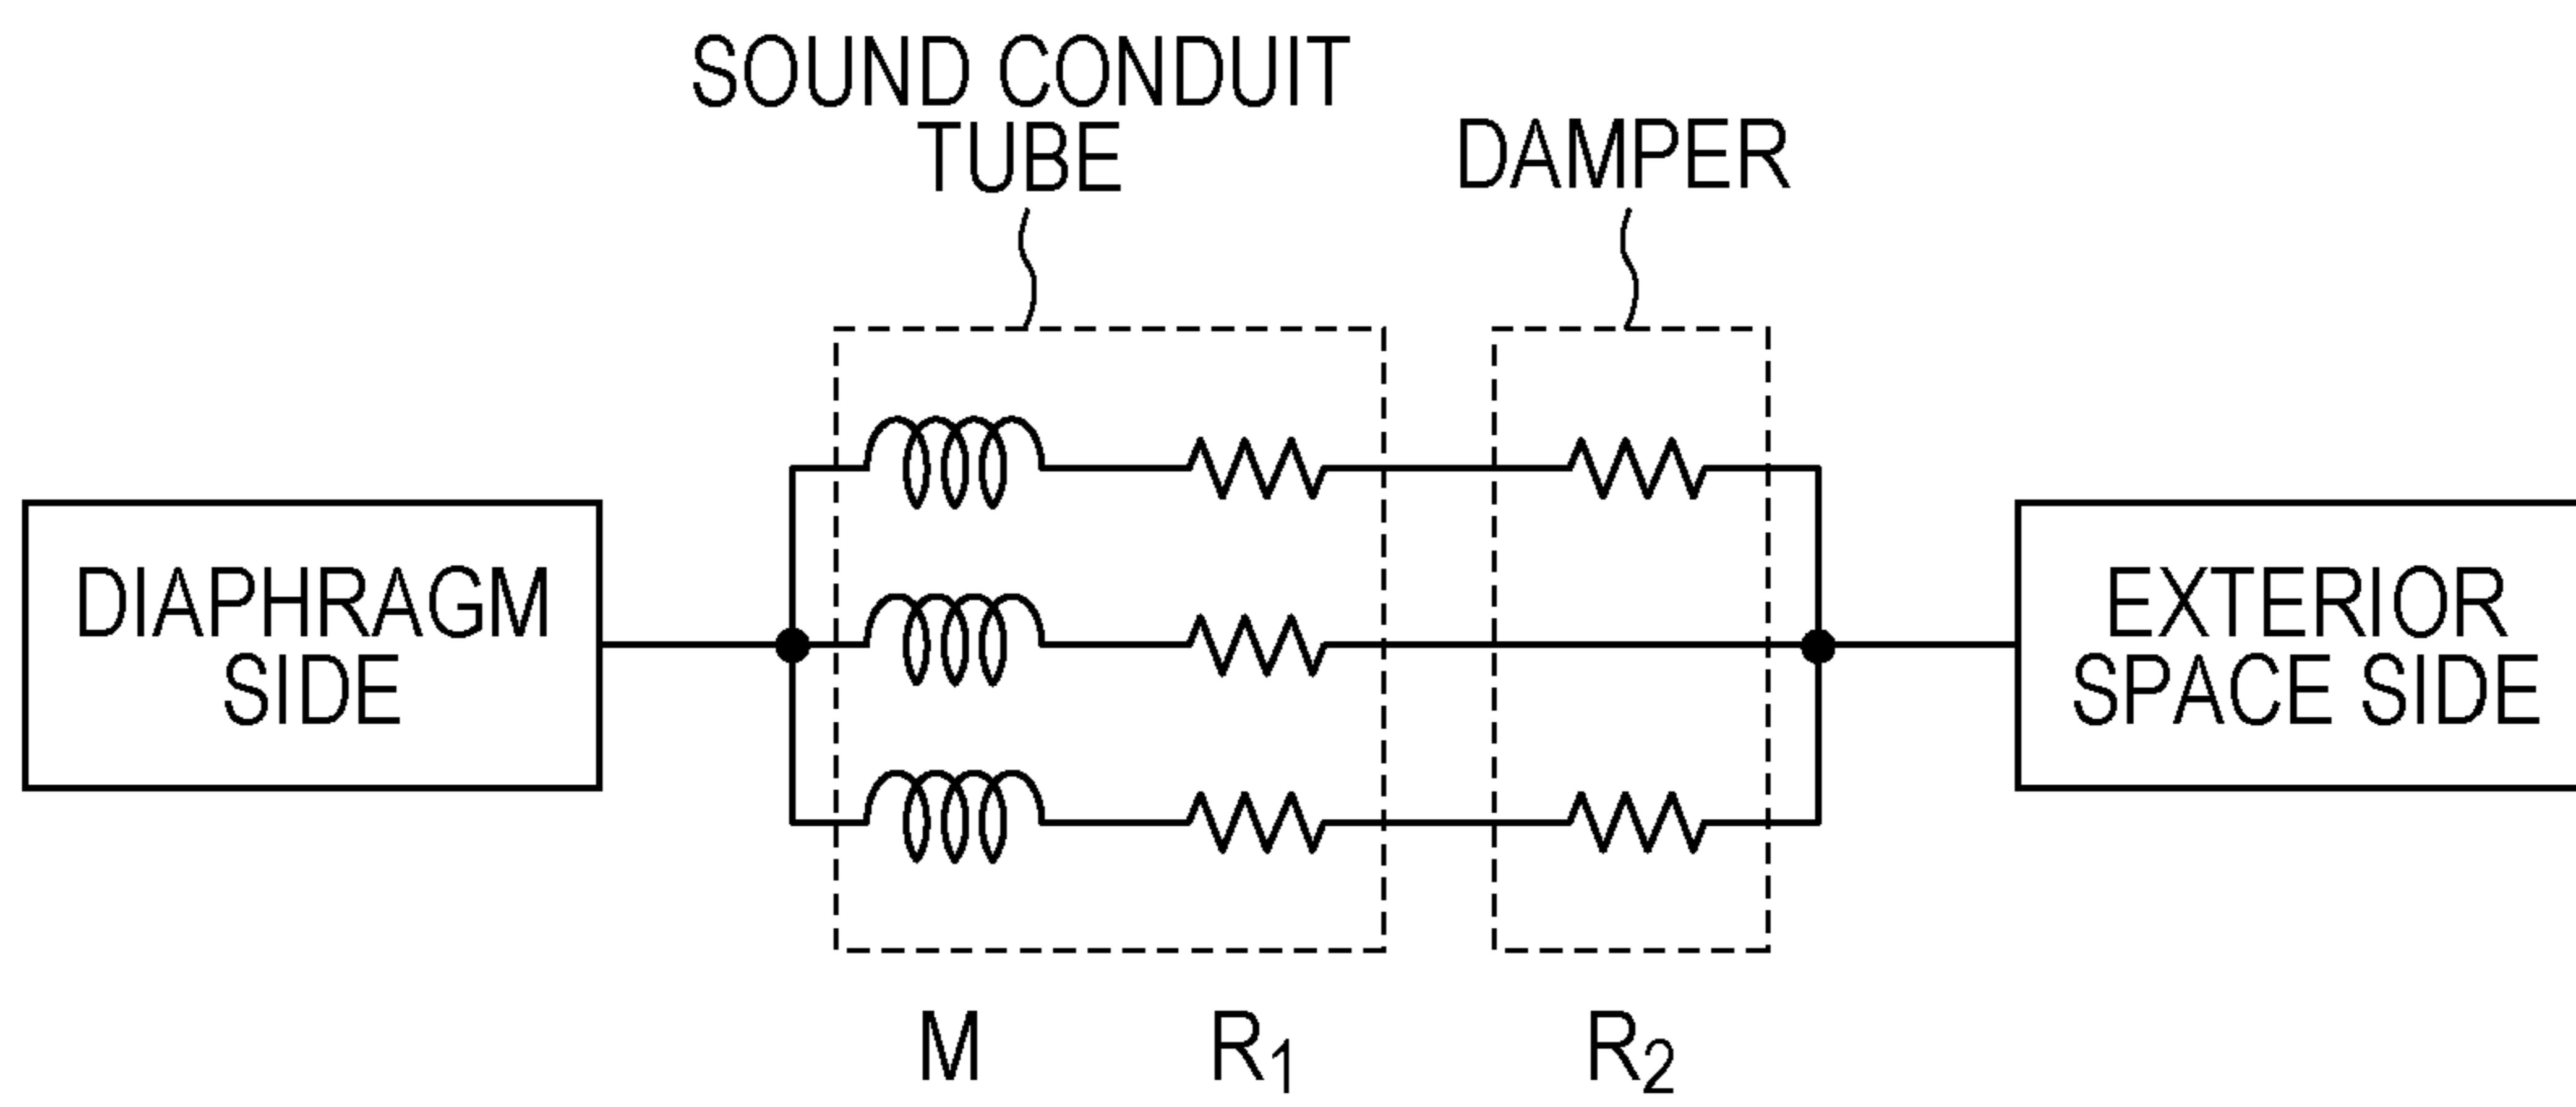 SOUND CONDUIT
TUBE
DAMPER
DIAPHRAGM
SIDE
EXTERIOR
SPACE SIDE
M
R1
R2